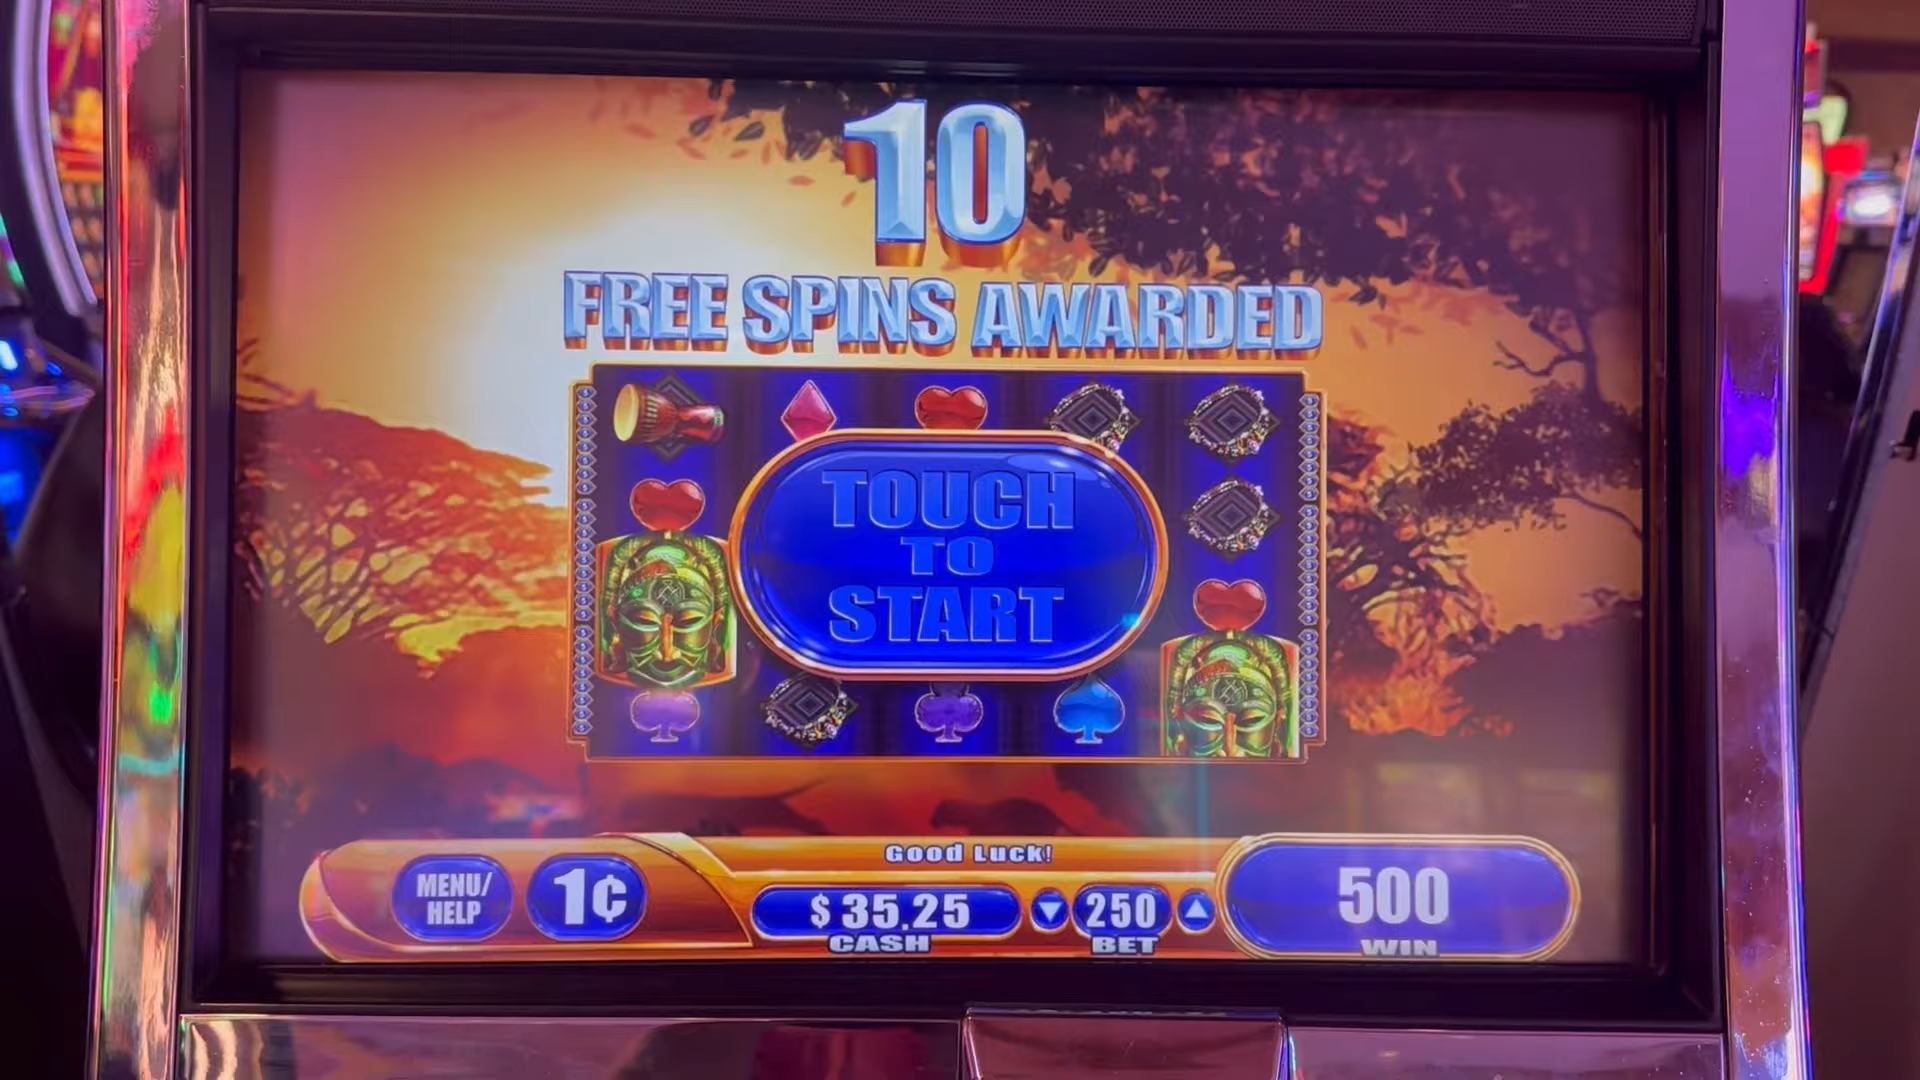 10
FREE SPINS AWARDED
TOUCH
TO
START
Good Luck!
MENU/
HELP
1¢
$ 35.25
CASH
250
BET
500
WIN